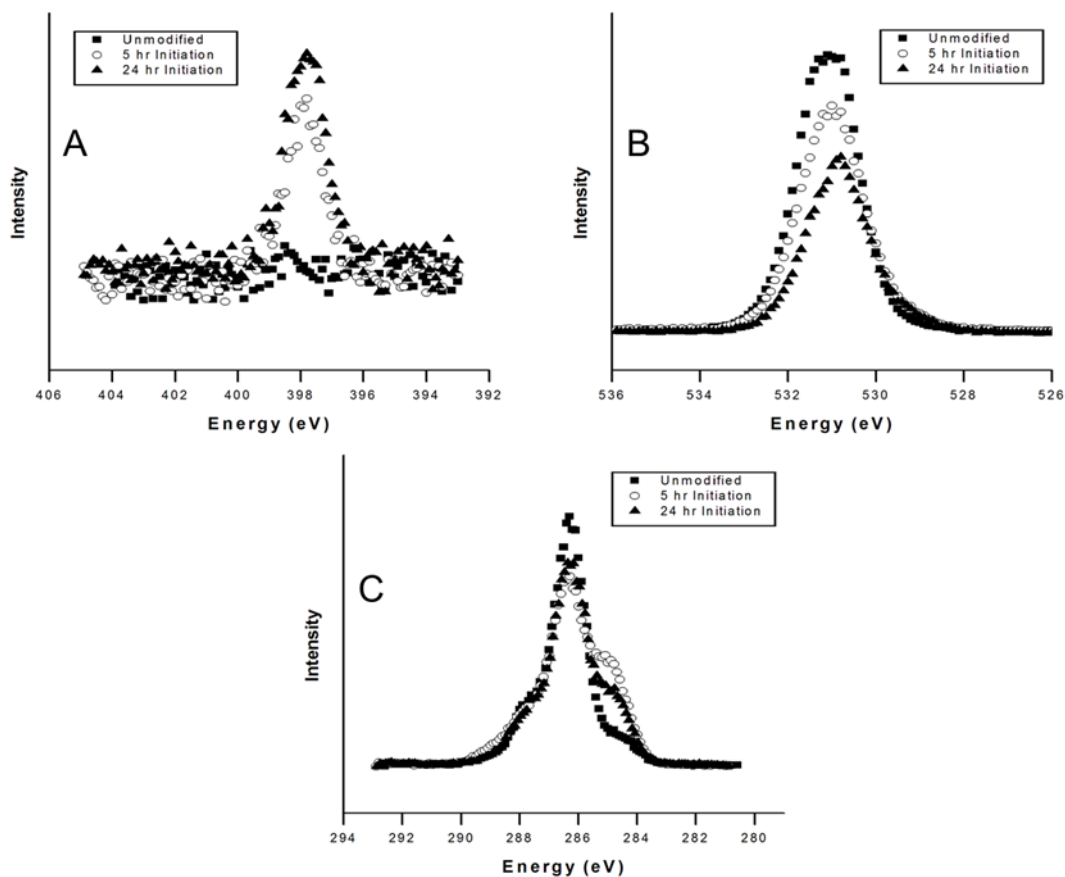 Unmodified
5 hr Initiation
24 hr Initiation
A
Intensity
406 404 402 400 398 396 394 392
Energy (eV)
Unmodified
5 hr Initiation
24 hr Initiation
B
Intensity
536 534 532 530 528 526
Energy (eV)
Unmodified
5 hr Initiation
24 hr Initiation
C
Intensity
294 292 290 288 286 284 282 280
Energy (eV)